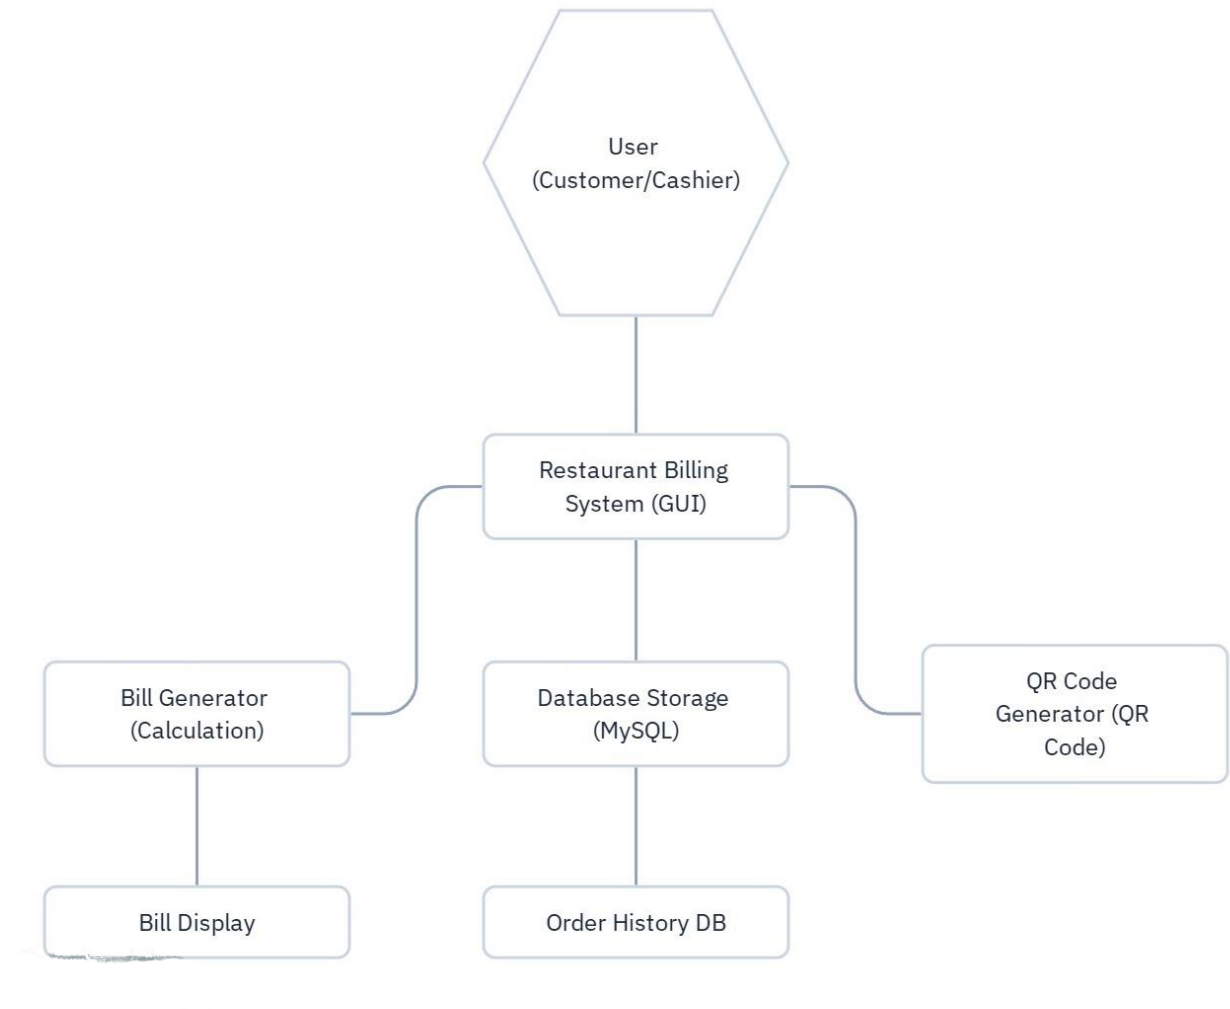 User
(Customer/Cashier)
Restaurant Billing
System (GUI)
Bill Generator
(Calculation)
Database Storage
(MySQL)
QR Code
Generator (QR
Code)
Bill Display
Order History DB